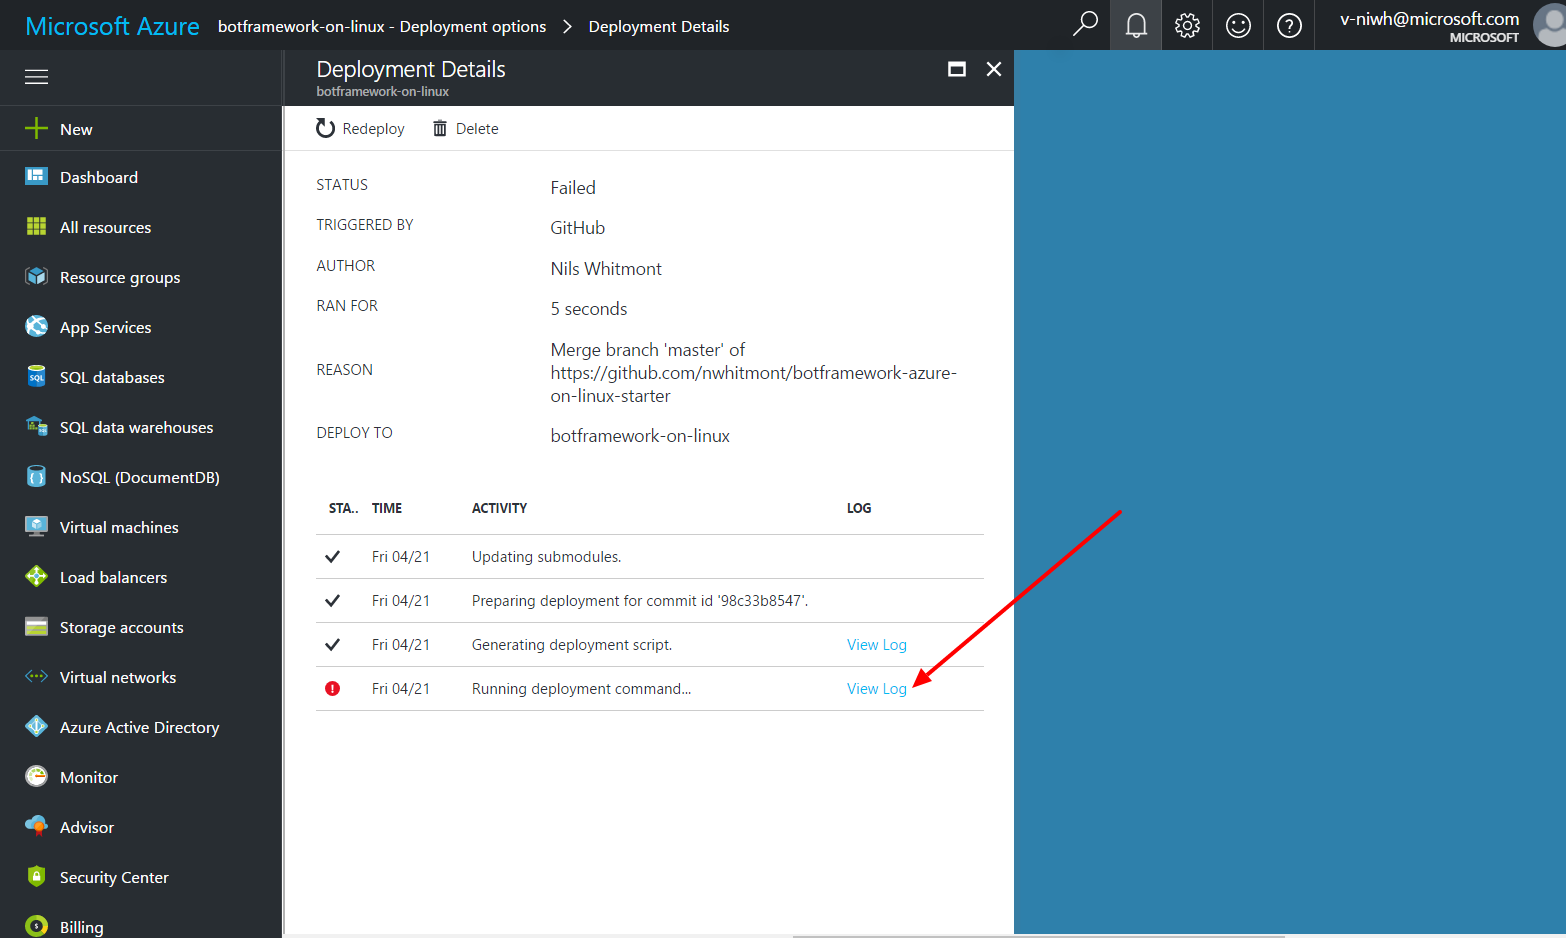 Microsoft Azure botframework-on-linux - Deployment options > Deployment Details
v-niwh@microsoft.com
MICROSOFT
New
Dashboard
All resources
Resource groups
App Services
SQL databases
SQL data warehouses
NoSQL (DocumentDB)
Virtual machines
Load balancers
Storage accounts
Virtual networks
Azure Active Directory
Monitor
Advisor
Security Center
Billing
Deployment Details
botframework-on-linux
Redeploy Delete
STATUS Failed
TRIGGERED BY GitHub
AUTHOR Nils Whitmont
RAN FOR 5 seconds
REASON Merge branch 'master' of
https://github.com/nwhitmont/botframework-azure-
on-linux-starter
DEPLOY TO botframework-on-linux
STA.. TIME ACTIVITY LOG
Fri 04/21 Updating submodules.
Fri 04/21 Preparing deployment for commit id '98c33b8547'.
Fri 04/21 Generating deployment script. View Log
Fri 04/21 Running deployment command... View Log